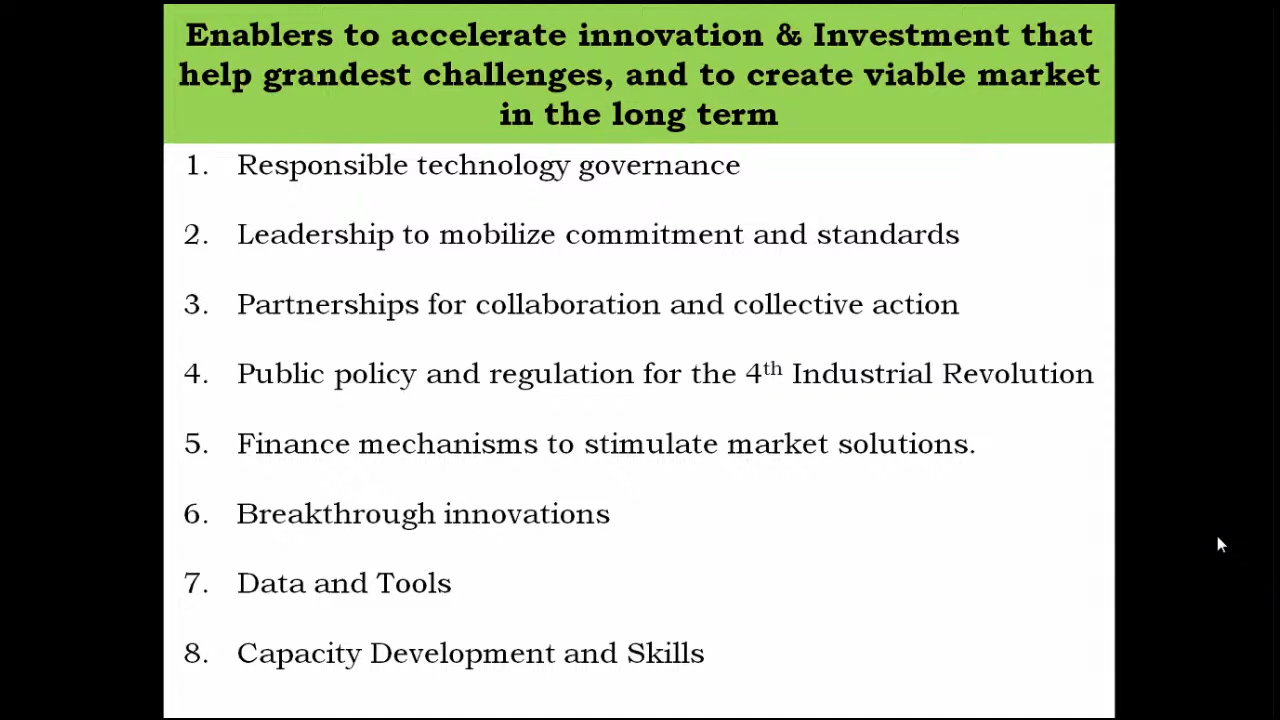 Enablers to accelerate innovation & Investment that
help grandest challenges, and to create viable market
in the long term
1. Responsible technology governance
2. Leadership to mobilize commitment and standards
3. Partnerships for collaboration and collective action
4. Public policy and regulation for the 4th Industrial Revolution
5. Finance mechanisms to stimulate market solutions.
6. Breakthrough innovations
7. Data and Tools
8. Capacity Development and Skills